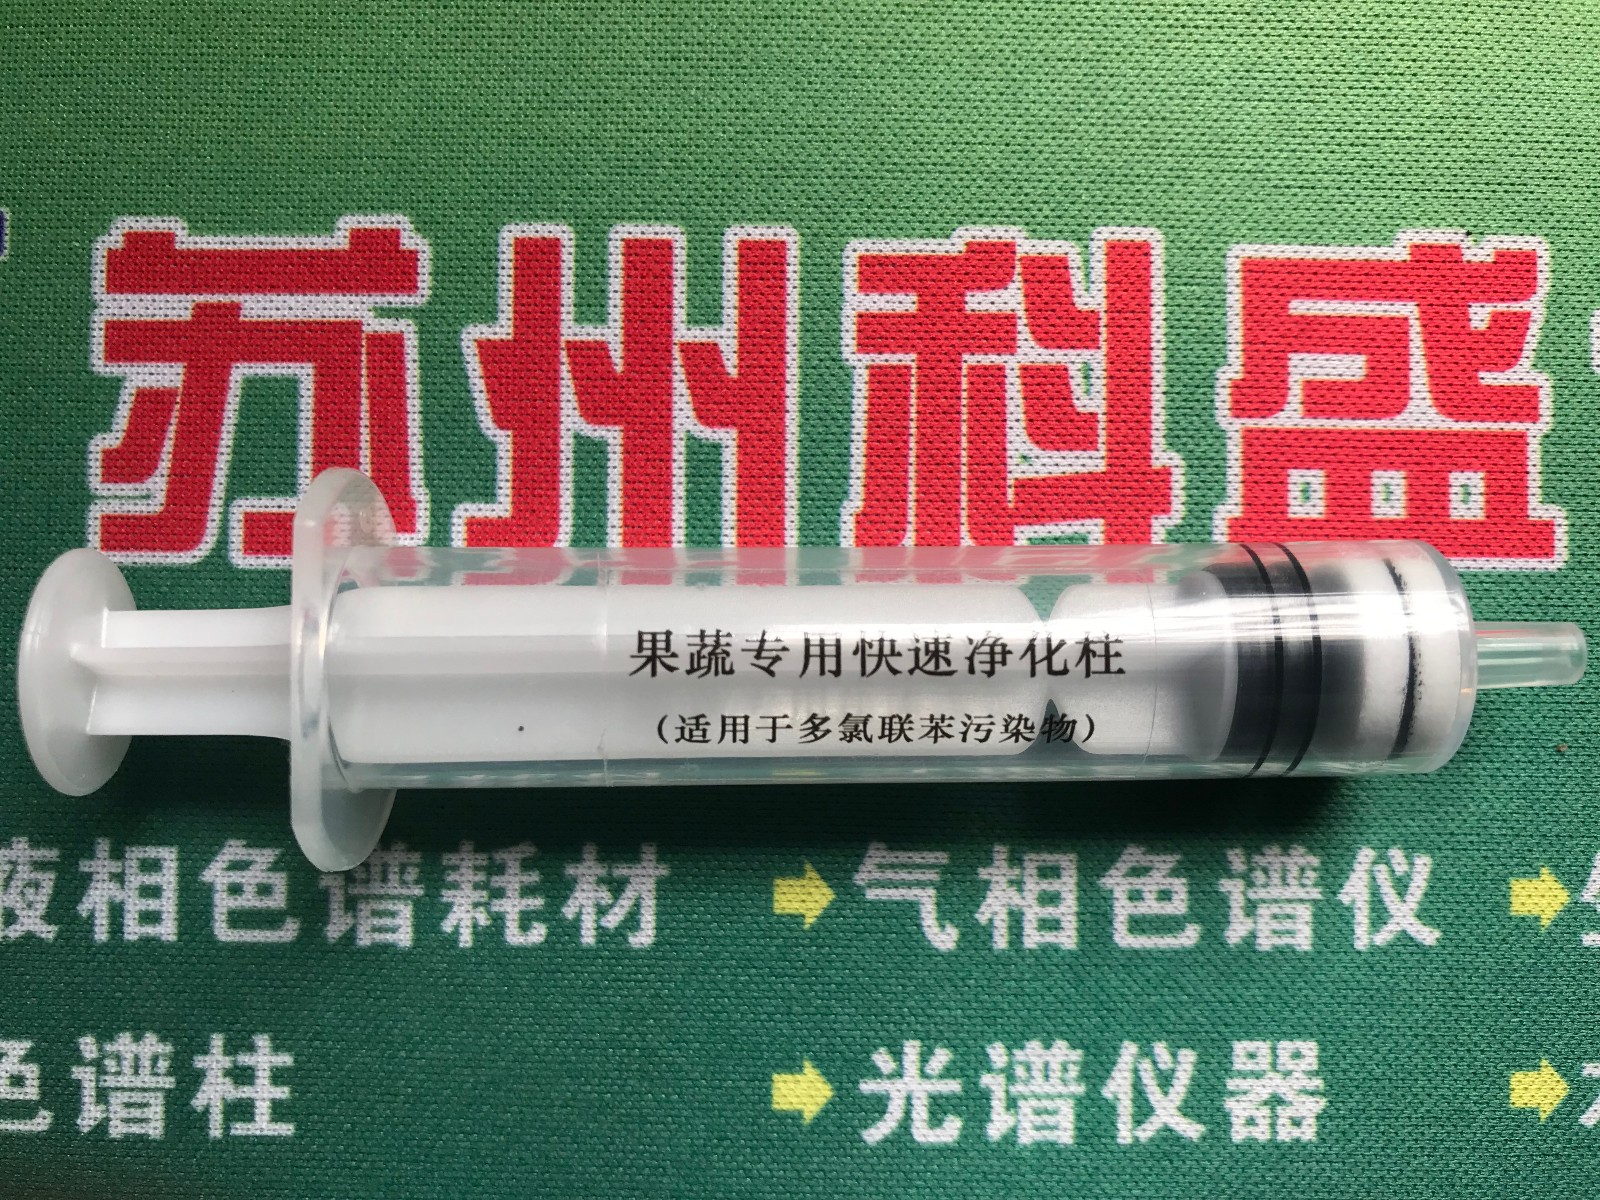 苏州科盛
果蔬专用快速净化柱
（适用于多氯联苯污染物）
液相色谱耗材 气相色谱仪
色谱柱 光谱仪器